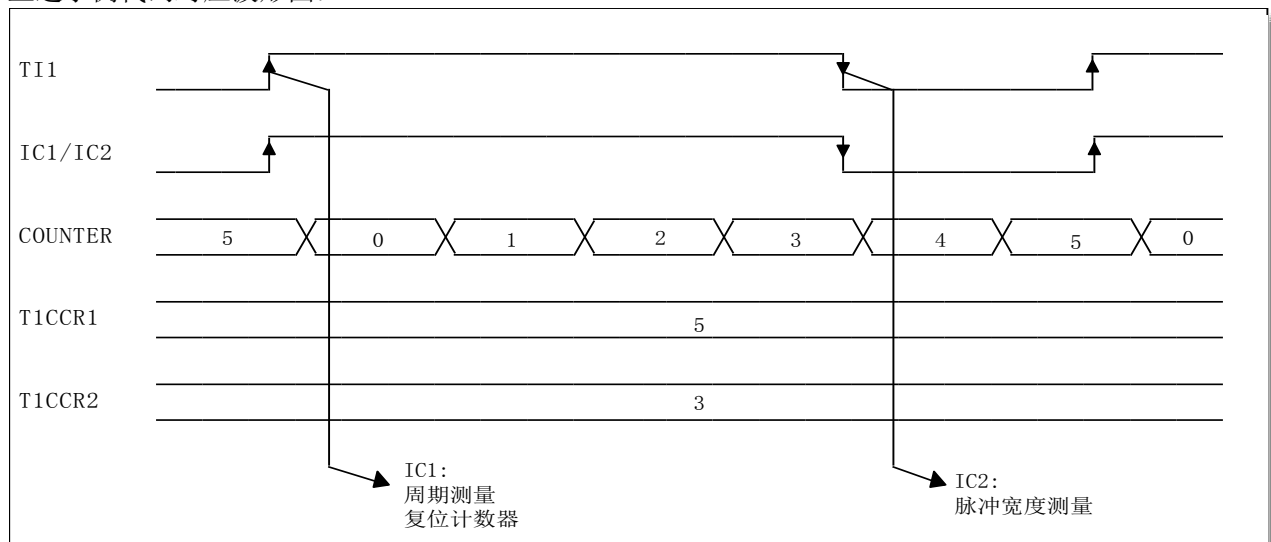 TI1
IC1/IC2
COUNTER 5 0 1 2 3 4 5 0
T1CCR1 5
T1CCR2 3
IC1:
周期测量
复位计数器
IC2:
脉冲宽度测量